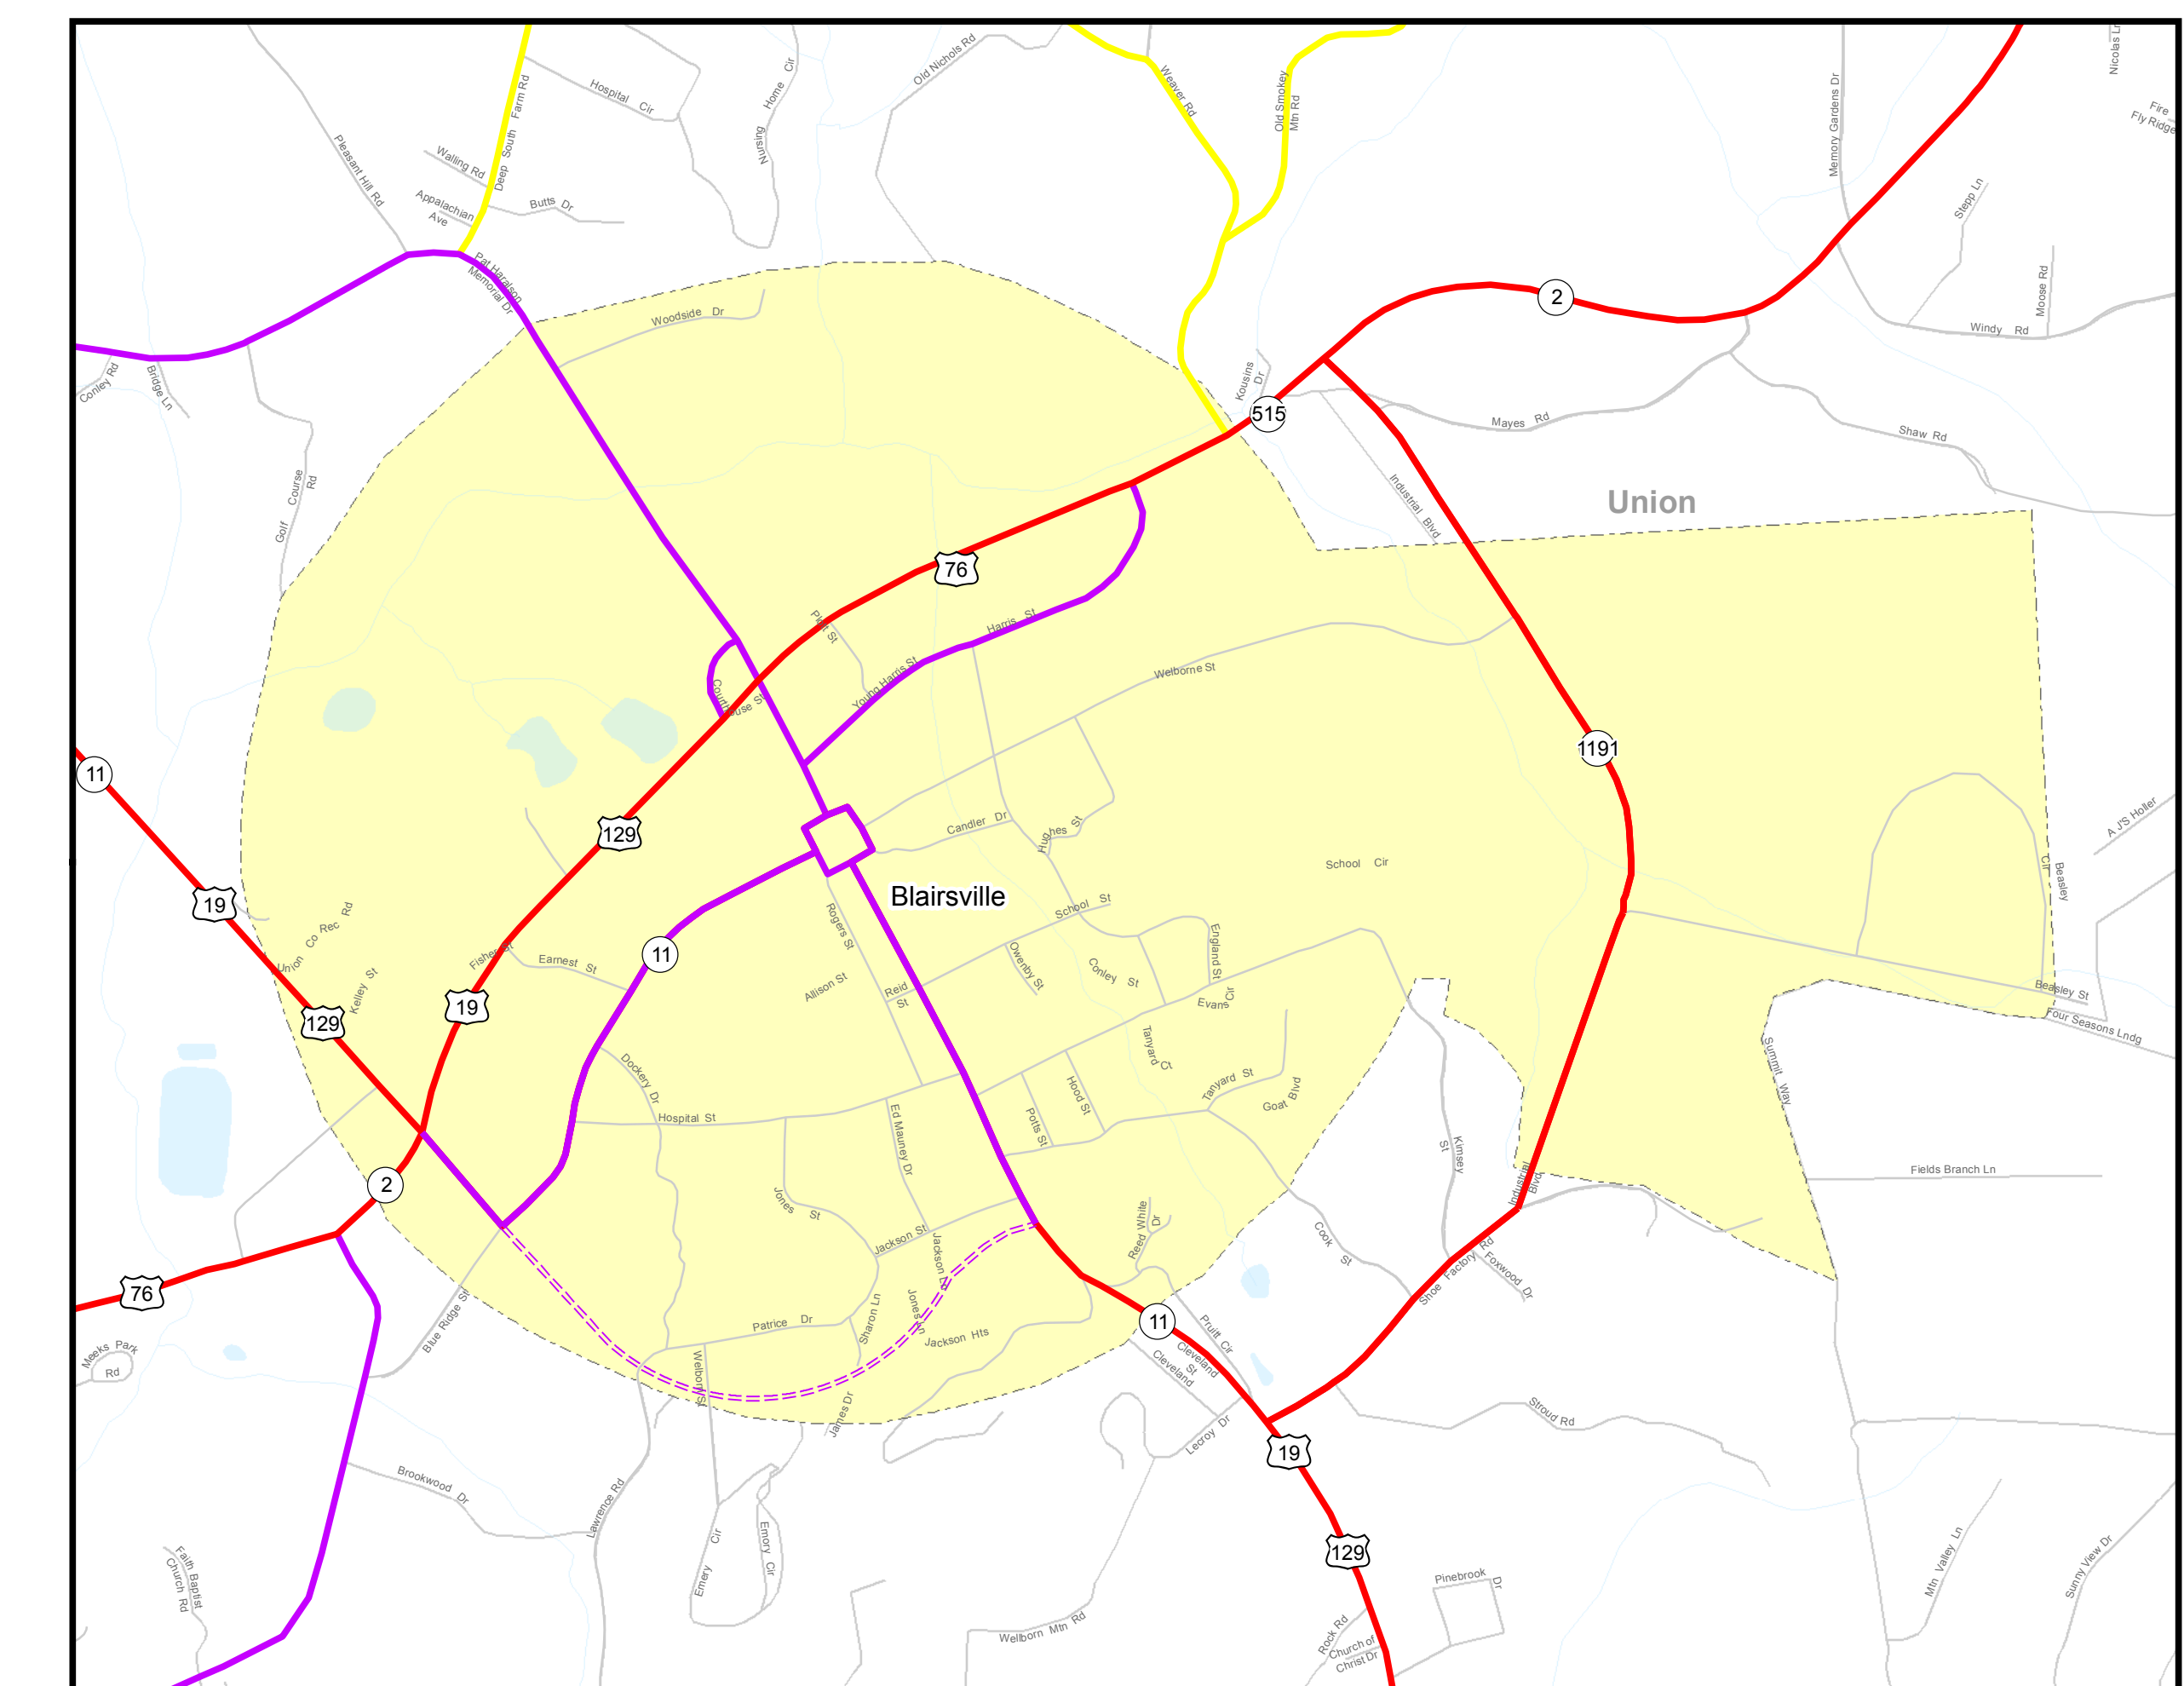 Old Nichols Rd
Hospital Cir
Nursing Home Cir
Deep South Farm Rd
Pleasant Hill Rd
Walling Rd
Appalachian
Ave
Butts Dr
Pat Haralson
Memorial Dr
Weaver Rd
Old Smokey
Mtn Rd
Memory Gardens Dr
Nicolas Ln
Fire
Fly Ridge
Stepp Ln
Moose Rd
Windy Rd
2
Woodside Dr
Conley Rd
Bridge Ln
Golf Course
Rd
Kousins
Dr
515
Mayes Rd
Shaw Rd
Industrial Blvd
Union
76
Platt St
Harris St
Young Harris St
Courthouse St
Welborne St
1191
11
129
19
Candler Dr
Hughes St
School Cir
A J'S Holler
Beasley
Cir
Blairsville
Union Co Rec Rd
Kelley St
129
Fisher St
19
Earnest St
11
Rogers St
Allison St
Reid
St
School St
Owenby St
Conley St
England St
Evans Cir
Beasley St
Four Seasons Lndg
Summit Way
Dockery Dr
Hospital St
Ed Mauney Dr
Potts St
Hood St
Tanyard Ct
Tanyard St
Goat Blvd
Kimsey
St
Industrial
Blvd
Fields Branch Ln
2
76
Jones St
Jackson St
Jackson Ln
Jones Ln
Jackson Hts
Sharon Ln
Patrice Dr
Welborn St
James Dr
Blue Ridge St
Meeks Park
Rd
Reed White
Dr
Cook St
Shoe Factory Rd
Foxwood Dr
11
Pruitt Cir
Cleveland
St
Cleveland
Lecroy Dr
19
Stroud Rd
Brookwood Dr
Lawrence Rd
Emery Cir
Emory Cir
129
Faith Baptist
Church Rd
Wellborn Mtn Rd
Pinebrook Dr
Rock Rd
Church of
Christ Dr
Mtn Valley Ln
Sunny View Dr